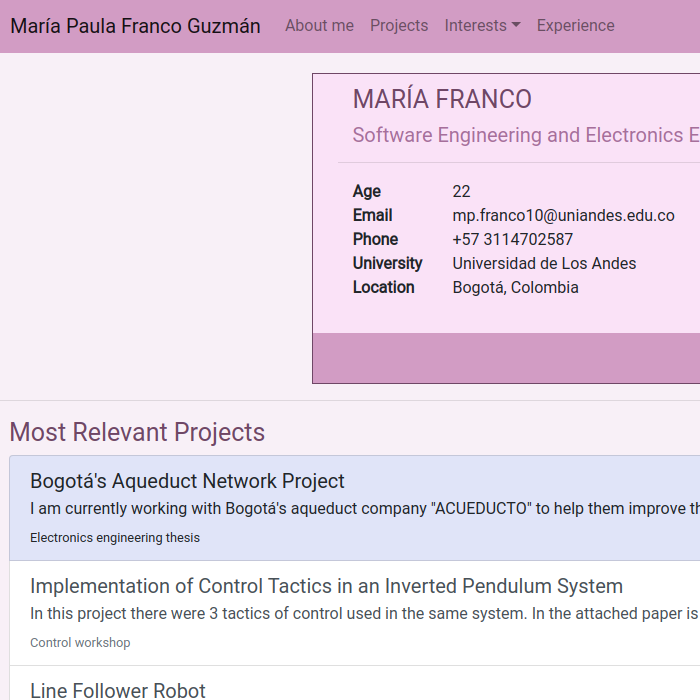 María Paula Franco Guzmán About me Projects Interests Experience
MARÍA FRANCO
Software Engineering and Electronics E
Age 22
Email mp.franco10@uniandes.edu.co
Phone +57 3114702587
University Universidad de Los Andes
Location Bogotá, Colombia
Most Relevant Projects
Bogotá's Aqueduct Network Project
I am currently working with Bogotá's aqueduct company "ACUEDUCTO" to help them improve th
Electronics engineering thesis
Implementation of Control Tactics in an Inverted Pendulum System
In this project there were 3 tactics of control used in the same system. In the attached paper is
Control workshop
Line Follower Robot